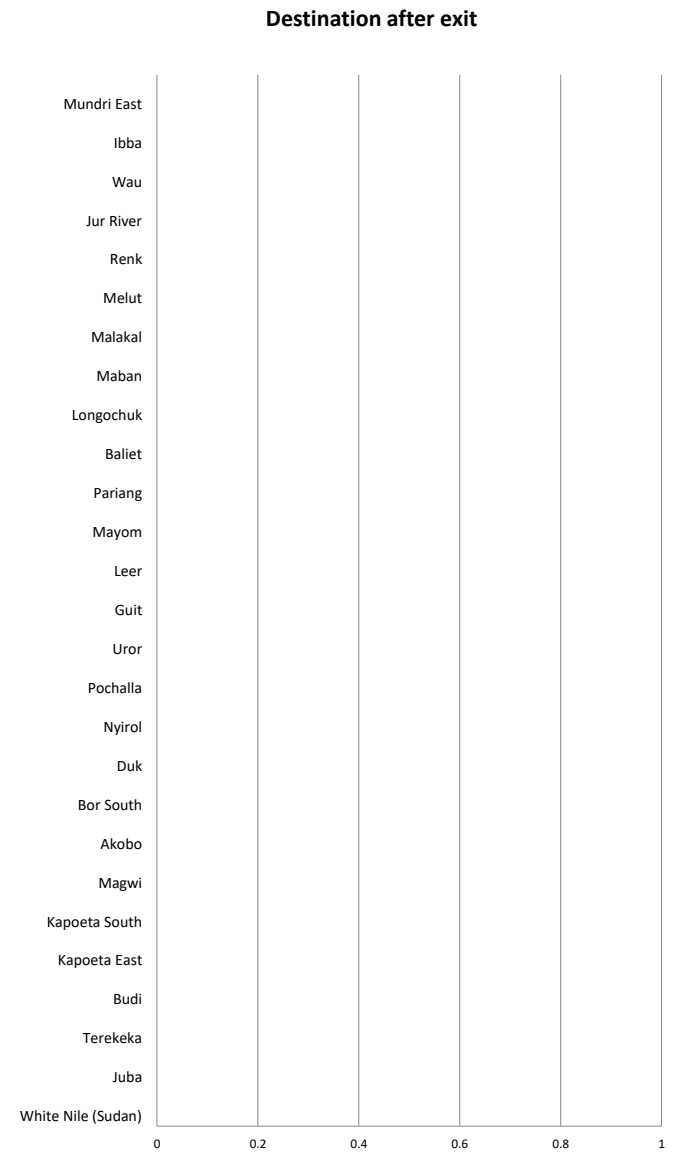 Destination after exit
Mundri East
Ibba
Wau
Jur River
Renk
Melut
Malakal
Maban
Longochuk
Baliet
Pariang
Mayom
Leer
Guit
Uror
Pochalla
Nyirol
Duk
Bor South
Akobo
Magwi
Kapoeta South
Kapoeta East
Budi
Terekeka
Juba
White Nile (Sudan)
0 0.2 0.4 0.6 0.8 1